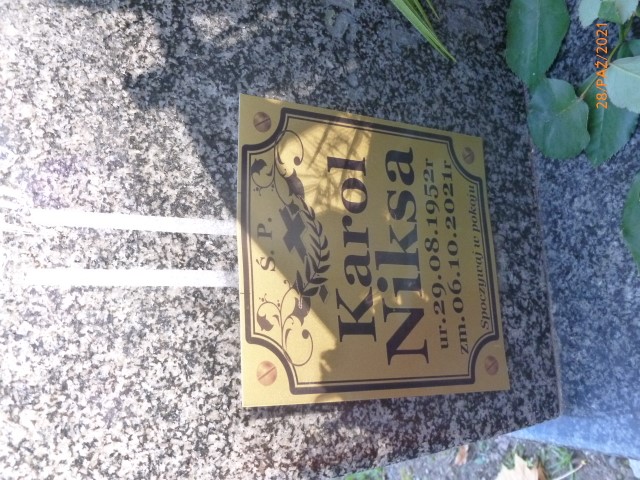 Ś.P.
Karol
Niksa
ur.29.08.1952r
zm.06.10.2021r
Spoczywaj w pokoju
28/PAŹ/2021